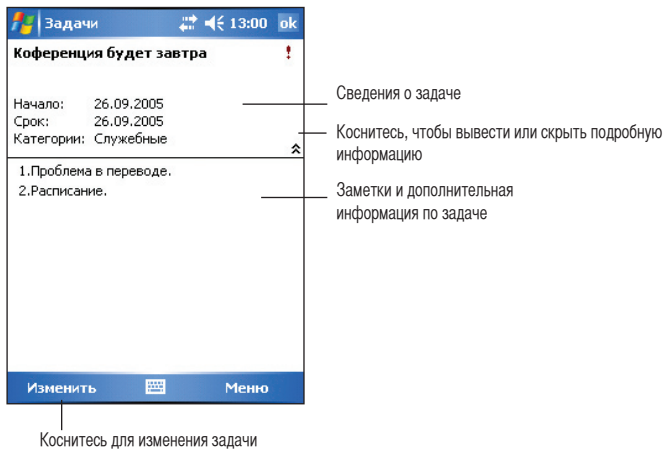 Задачи 13:00 ok
Коференция будет завтра !
Начало: 26.09.2005
Срок: 26.09.2005
Категории: Служебные
1.Проблема в переводе.
2.Расписание.
Изменить Меню
Сведения о задаче
Коснитесь, чтобы вывести или скрыть подробную
информацию
Заметки и дополнительная
информация по задаче
Коснитесь для изменения задачи